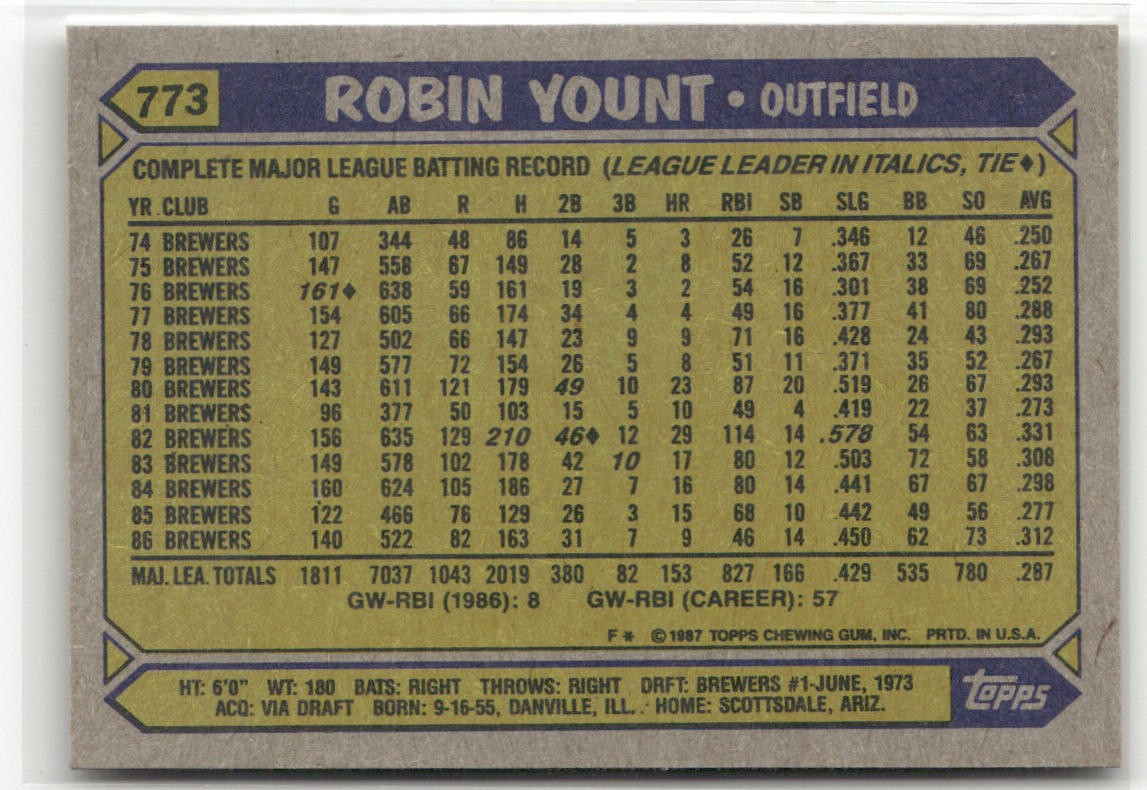 773 ROBIN YOUNT • OUTFIELD
COMPLETE MAJOR LEAGUE BATTING RECORD (LEAGUE LEADER IN ITALICS, TIE♦)
YR CLUB G AB R H 2B 3B HR RBI SB SLG BB SO AVG
74 BREWERS 107 344 48 86 14 5 3 26 7 .346 12 46 .250
75 BREWERS 147 558 67 149 28 2 8 52 12 .367 33 69 .267
76 BREWERS 161♦ 638 59 161 19 3 2 54 16 .301 38 69 .252
77 BREWERS 154 605 66 174 34 4 4 49 16 .377 41 80 .288
78 BREWERS 127 502 66 147 23 9 9 71 16 .428 24 43 .293
79 BREWERS 149 577 72 154 26 5 8 51 11 .371 35 52 .267
80 BREWERS 143 611 121 179 49 10 23 87 20 .519 26 67 .293
81 BREWERS 96 377 50 103 15 5 10 49 4 .419 22 37 .273
82 BREWERS 156 635 129 210 46♦ 12 29 114 14 .578 54 63 .331
83 BREWERS 149 578 102 178 42 10 17 80 12 .503 72 58 .308
84 BREWERS 160 624 105 186 27 7 16 80 14 .441 67 67 .298
85 BREWERS 122 466 76 129 26 3 15 68 10 .442 49 56 .277
86 BREWERS 140 522 82 163 31 7 9 46 14 .450 62 73 .312
MAJ. LEA. TOTALS 1811 7037 1043 2019 380 82 153 827 166 .429 535 780 .287
GW-RBI (1986): 8 GW-RBI (CAREER): 57
F * © 1987 TOPPS CHEWING GUM, INC. PRTD. IN U.S.A.
HT: 6'0" WT: 180 BATS: RIGHT THROWS: RIGHT DRFT: BREWERS #1-JUNE, 1973
ACQ: VIA DRAFT BORN: 9-16-55, DANVILLE, ILL. HOME: SCOTTSDALE, ARIZ.
topps